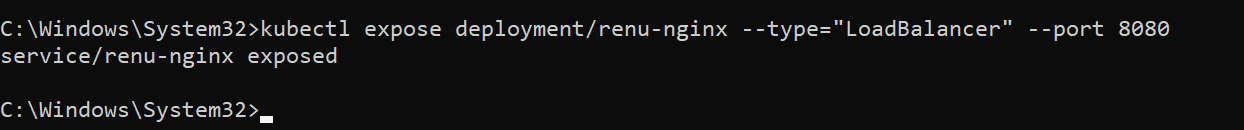 C:\Windows\System32>kubectl expose deployment/renu-nginx --type="LoadBalancer" --port 8080
service/renu-nginx exposed
C:\Windows\System32>